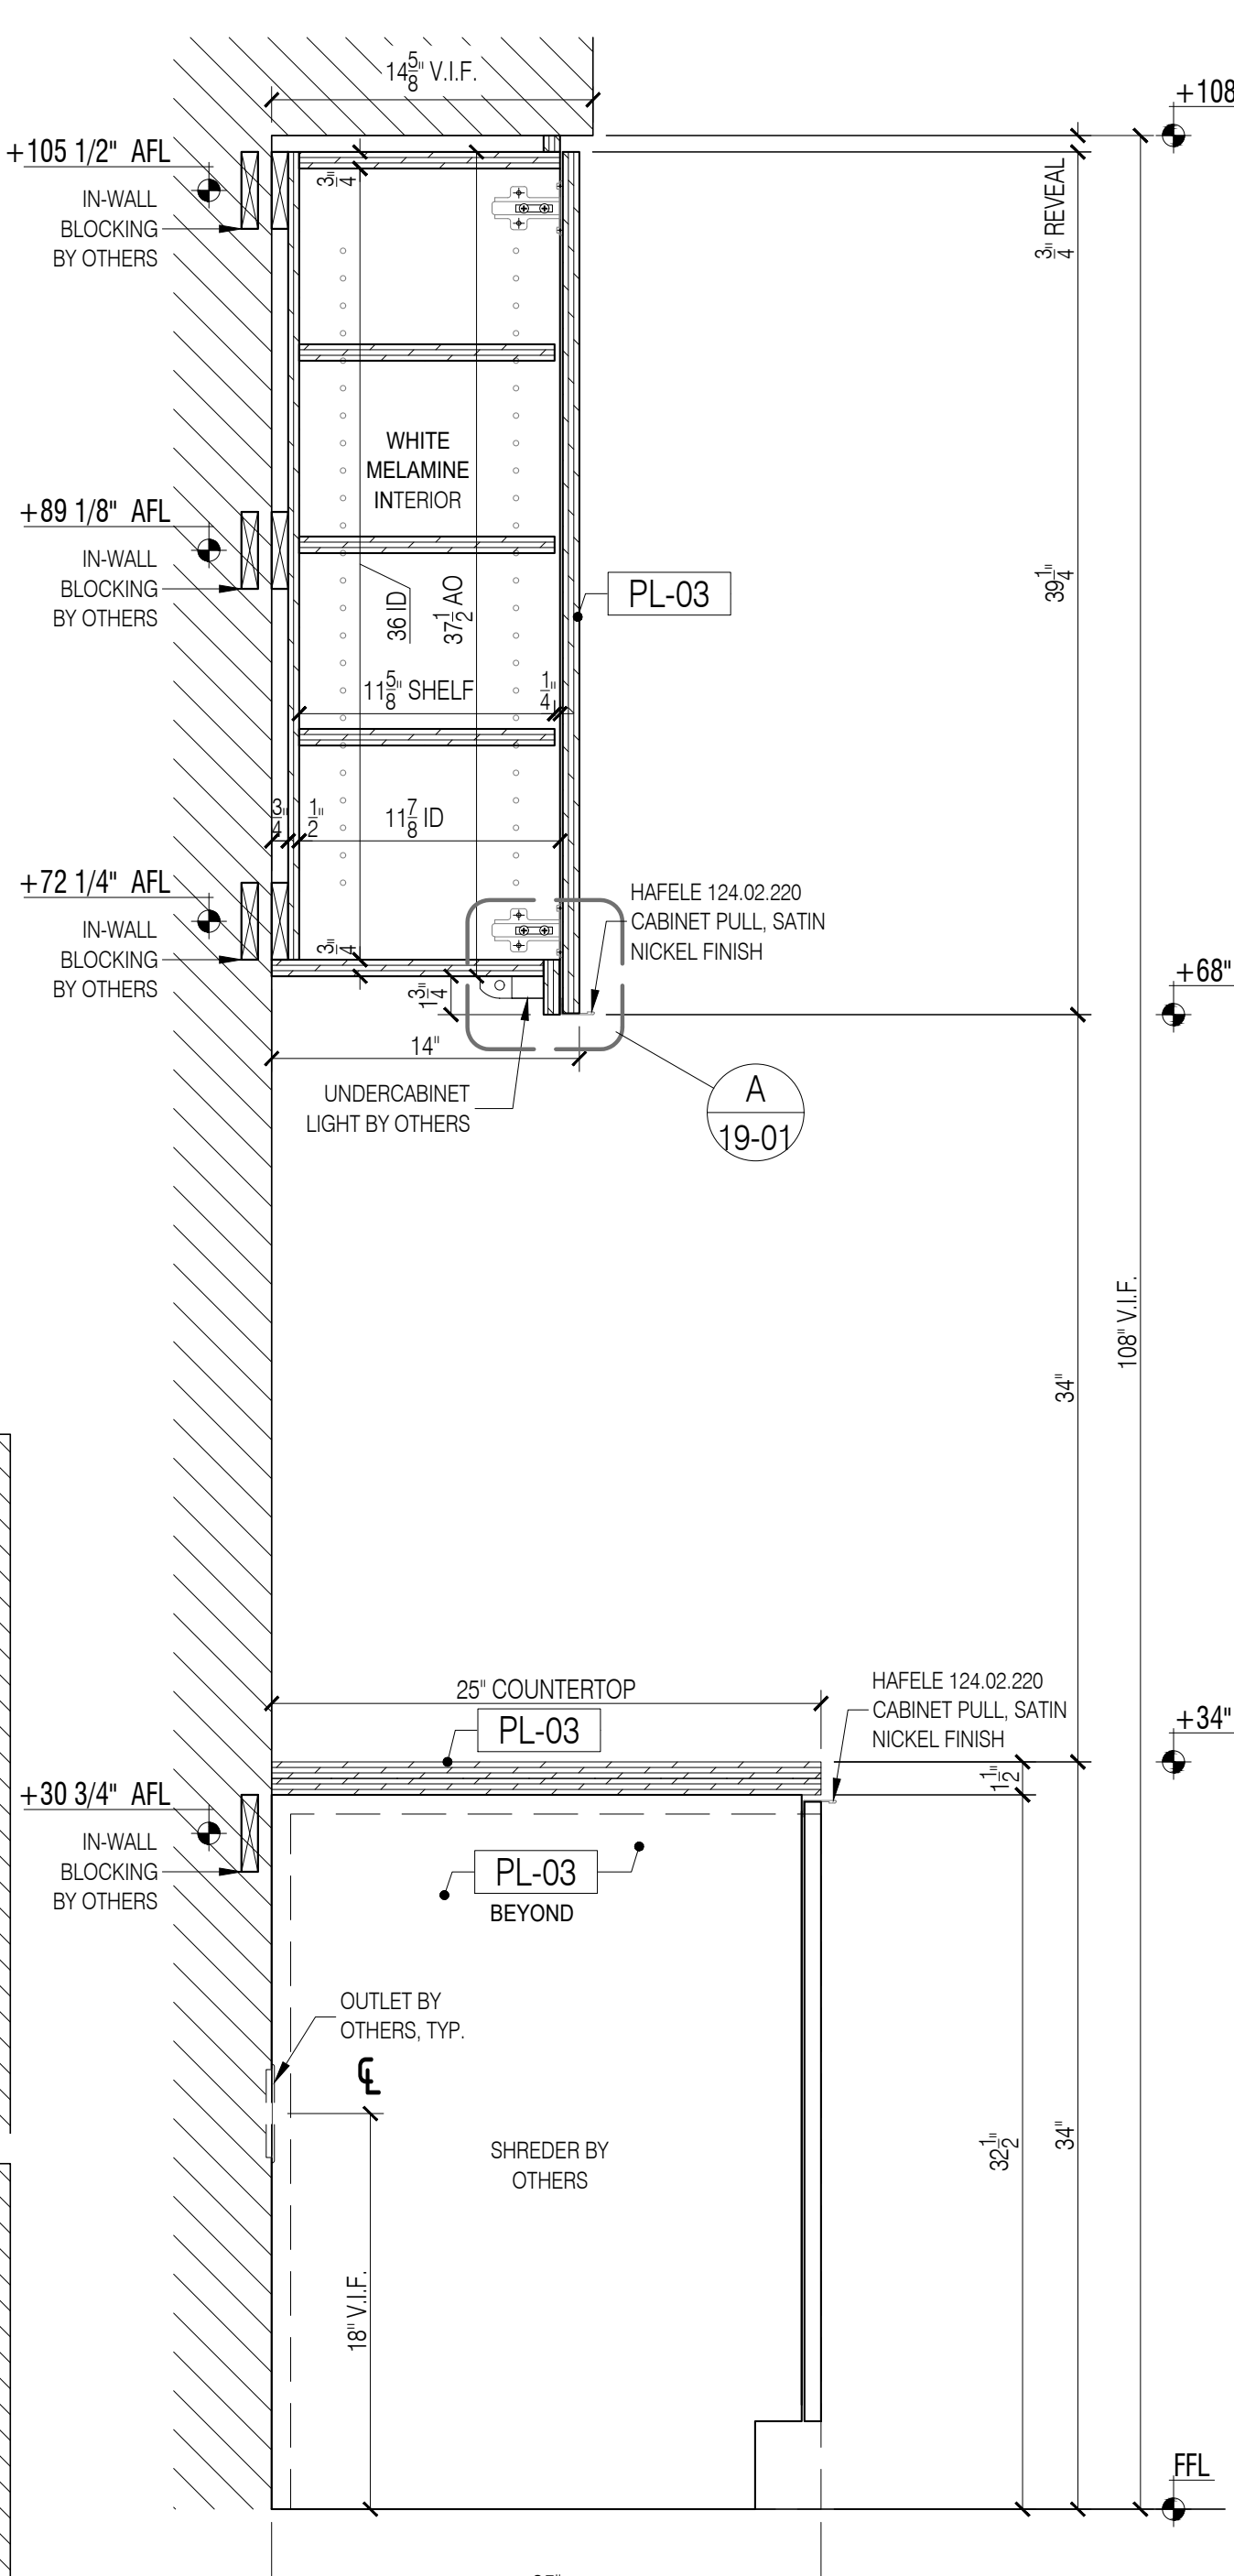 14 5/8" V.I.F.
+108
+105 1/2" AFL
IN-WALL
BLOCKING
BY OTHERS
3/4"
3/4" REVEAL
WHITE
MELAMINE
INTERIOR
+89 1/8" AFL
IN-WALL
BLOCKING
BY OTHERS
36 ID
37 1/2 AO
PL-03
39 1/4"
11 5/8" SHELF
1/4"
3/4"
1/2"
11 7/8 ID
+72 1/4" AFL
IN-WALL
BLOCKING
BY OTHERS
3/4"
HAFELE 124.02.220
CABINET PULL, SATIN
NICKEL FINISH
+68"
1 3/4"
14"
UNDERCABINET
LIGHT BY OTHERS
A
19-01
108" V.I.F.
34"
25" COUNTERTOP
PL-03
HAFELE 124.02.220
CABINET PULL, SATIN
NICKEL FINISH
+34"
1 1/2"
+30 3/4" AFL
IN-WALL
BLOCKING
BY OTHERS
PL-03
BEYOND
OUTLET BY
OTHERS, TYP.
℄
SHREDER BY
OTHERS
32 1/2"
34"
18" V.I.F.
FFL